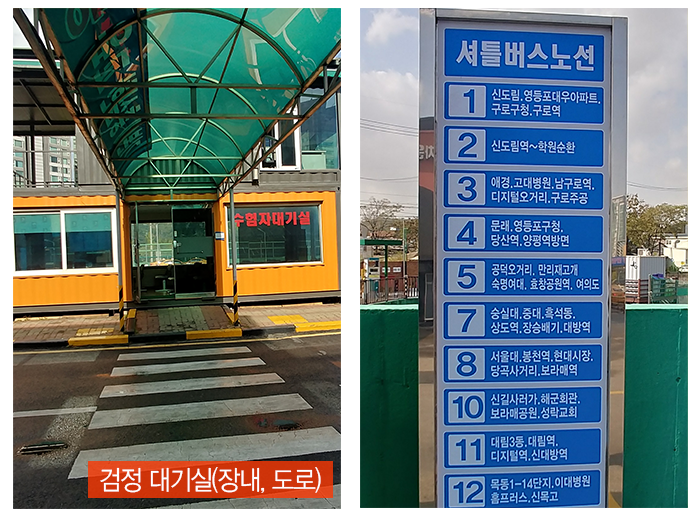 수험자대기실
검정 대기실(장내, 도로)
셔틀버스노선
1 신도림, 영등포대우아파트,
구로구청, 구로역
2 신도림역~학원순환
3 애경, 고대병원, 남구로역,
디지털오거리, 구로주공
4 문래, 영등포구청,
당산역, 양평역방면
5 공덕오거리, 만리재고개
숙명여대, 효창공원역, 여의도
7 숭실대, 중대, 흑석동,
상도역, 장승배기, 대방역
8 서울대, 봉천역, 현대시장,
당곡사거리, 보라매역
10 신길사러가, 해군회관,
보라매공원, 성락교회
11 대림3동, 대림역,
디지털역, 신대방역
12 목동1-14단지, 이대병원
홈프러스, 신목고